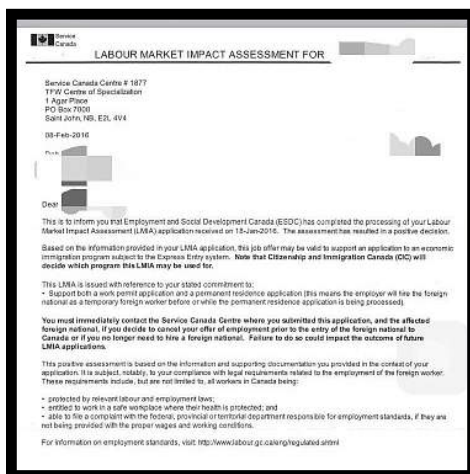 Service
Canada
LABOUR MARKET IMPACT ASSESSMENT FOR
Service Canada Centre # 1877
TFW Centre of Specialization
1 Agar Place
PO Box 7000
Saint John, NB, E2L 4V4
08-Feb-2016
Dear
This is to inform you that Employment and Social Development Canada (ESDC) has completed the processing of your Labour
Market Impact Assessment (LMIA) application received on 18-Jan-2016. The assessment has resulted in a positive decision.
Based on the information provided in your LMIA application, this job offer may be valid to support an application to an economic
immigration program subject to the Express Entry system. Note that Citizenship and Immigration Canada (CIC) will
decide which program this LMIA may be used for.
This LMIA is issued with reference to your stated commitment to:
• Support both a work permit application and a permanent residence application (this means the employer will hire the foreign
national as a temporary foreign worker before or while the permanent residence application is being processed).
You must immediately contact the Service Canada Centre where you submitted this application, and the affected
foreign national, if you decide to cancel your offer of employment prior to the entry of the foreign national to
Canada or if you no longer need to hire a foreign national. Failure to do so could impact the outcome of future
LMIA applications.
This positive assessment is based on the information and supporting documentation you provided in the context of your
application. It is subject, notably, to your compliance with legal requirements related to the employment of the foreign worker.
These requirements include, but are not limited to, all workers in Canada being:
• protected by relevant labour and employment laws;
• entitled to work in a safe workplace where their health is protected; and
• able to file a complaint with the federal, provincial or territorial department responsible for employment standards, if they are
not being provided with the proper wages and working conditions.
For information on employment standards, visit: http://www.labour.gc.ca/eng/regulated.shtml